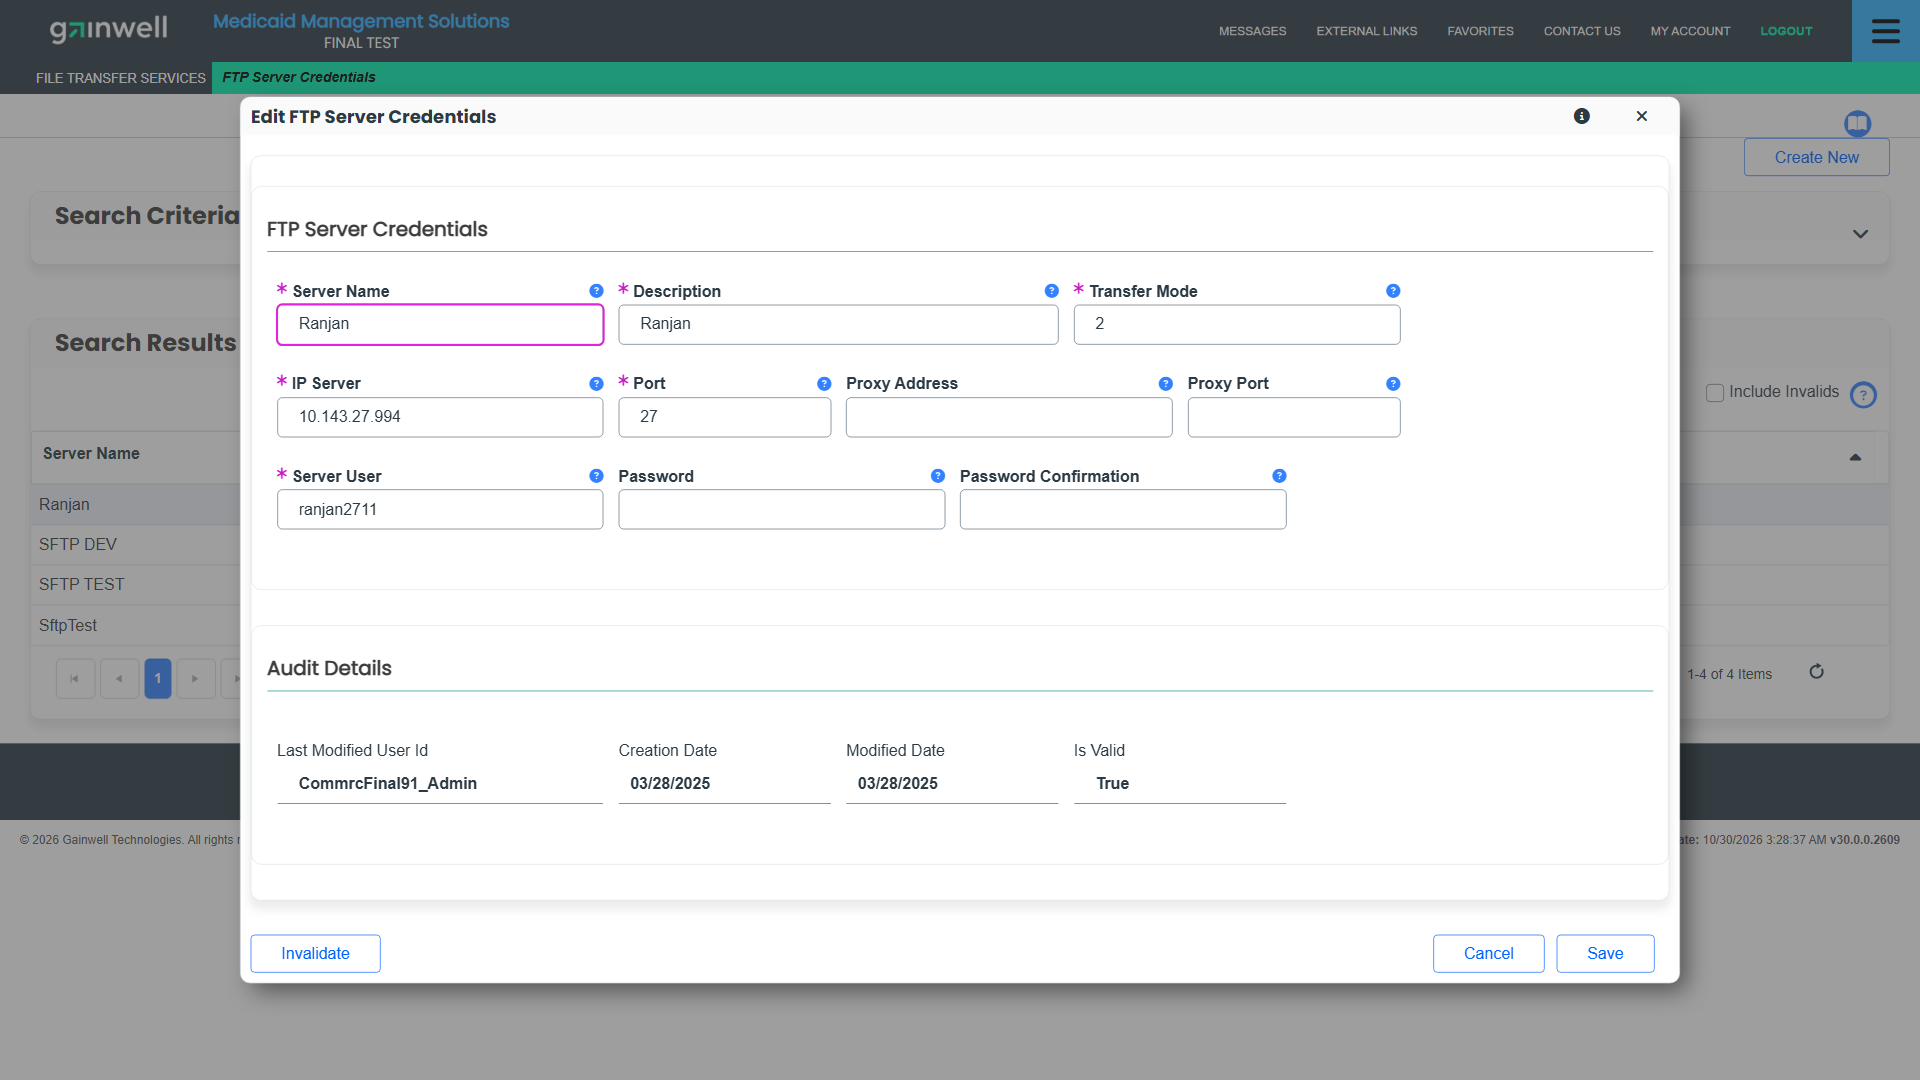 gainwell
Medicaid Management Solutions
FINAL TEST
MESSAGES EXTERNAL LINKS FAVORITES CONTACT US MY ACCOUNT LOGOUT
FILE TRANSFER SERVICES FTP Server Credentials
Edit FTP Server Credentials
Create New
Search Criteria
FTP Server Credentials
* Server Name * Description * Transfer Mode
Ranjan Ranjan 2
Search Results
* IP Server * Port Proxy Address Proxy Port
Include Invalids
10.143.27.994 27
Server Name
* Server User Password Password Confirmation
ranjan2711
Ranjan
SFTP DEV
SFTP TEST
SftpTest
1
1-4 of 4 Items
Audit Details
Last Modified User Id Creation Date Modified Date Is Valid
CommrcFinal91_Admin 03/28/2025 03/28/2025 True
© 2026 Gainwell Technologies. All rights
ate: 10/30/2026 3:28:37 AM v30.0.0.2609
Invalidate Cancel Save